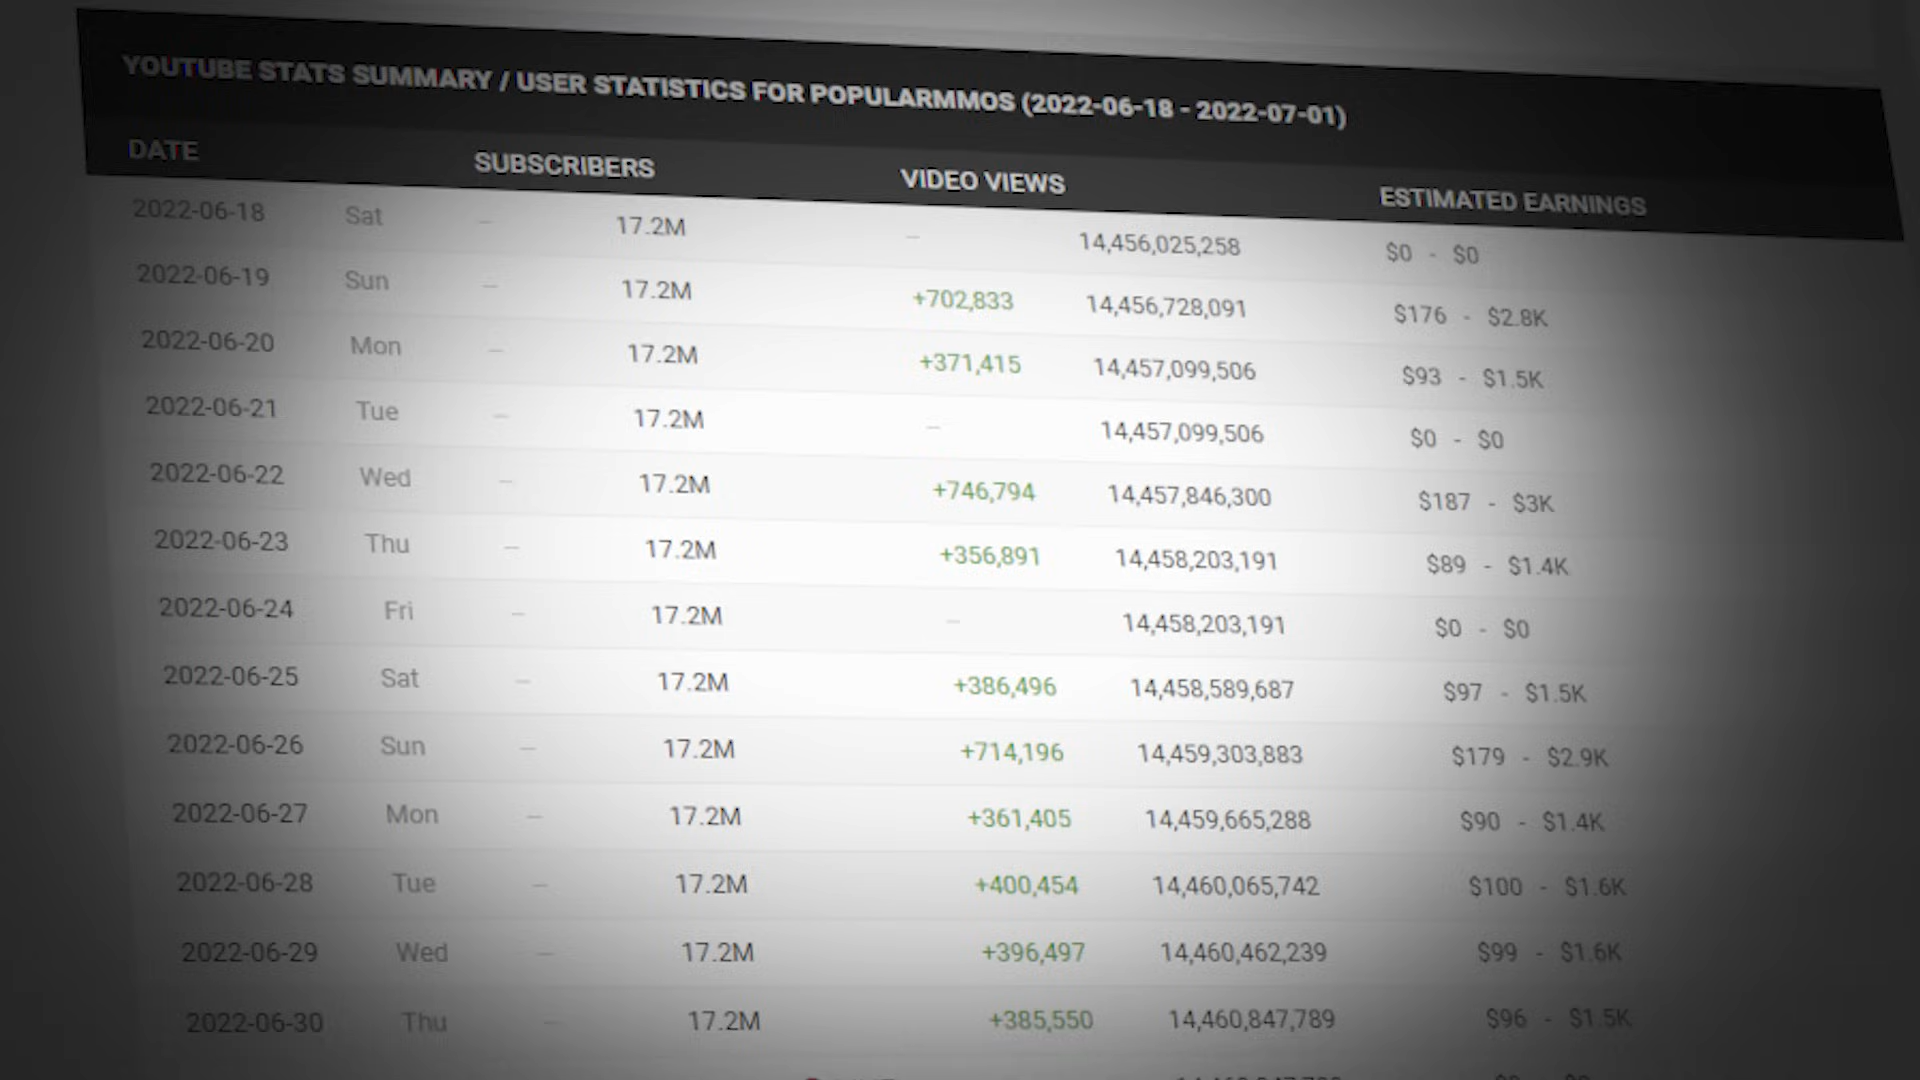 YOUTUBE STATS SUMMARY / USER STATISTICS FOR POPULARMMOS (2022-06-18 - 2022-07-01)
DATE SUBSCRIBERS VIDEO VIEWS ESTIMATED EARNINGS
2022-06-18 Sat – 17.2M – 14,456,025,258 $0 - $0
2022-06-19 Sun – 17.2M +702,833 14,456,728,091 $176 - $2.8K
2022-06-20 Mon – 17.2M +371,415 14,457,099,506 $93 - $1.5K
2022-06-21 Tue – 17.2M – 14,457,099,506 $0 - $0
2022-06-22 Wed – 17.2M +746,794 14,457,846,300 $187 - $3K
2022-06-23 Thu – 17.2M +356,891 14,458,203,191 $89 - $1.4K
2022-06-24 Fri – 17.2M – 14,458,203,191 $0 - $0
2022-06-25 Sat – 17.2M +386,496 14,458,589,687 $97 - $1.5K
2022-06-26 Sun – 17.2M +714,196 14,459,303,883 $179 - $2.9K
2022-06-27 Mon – 17.2M +361,405 14,459,665,288 $90 - $1.4K
2022-06-28 Tue – 17.2M +400,454 14,460,065,742 $100 - $1.6K
2022-06-29 Wed – 17.2M +396,497 14,460,462,239 $99 - $1.6K
2022-06-30 Thu – 17.2M +385,550 14,460,847,789 $96 - $1.5K